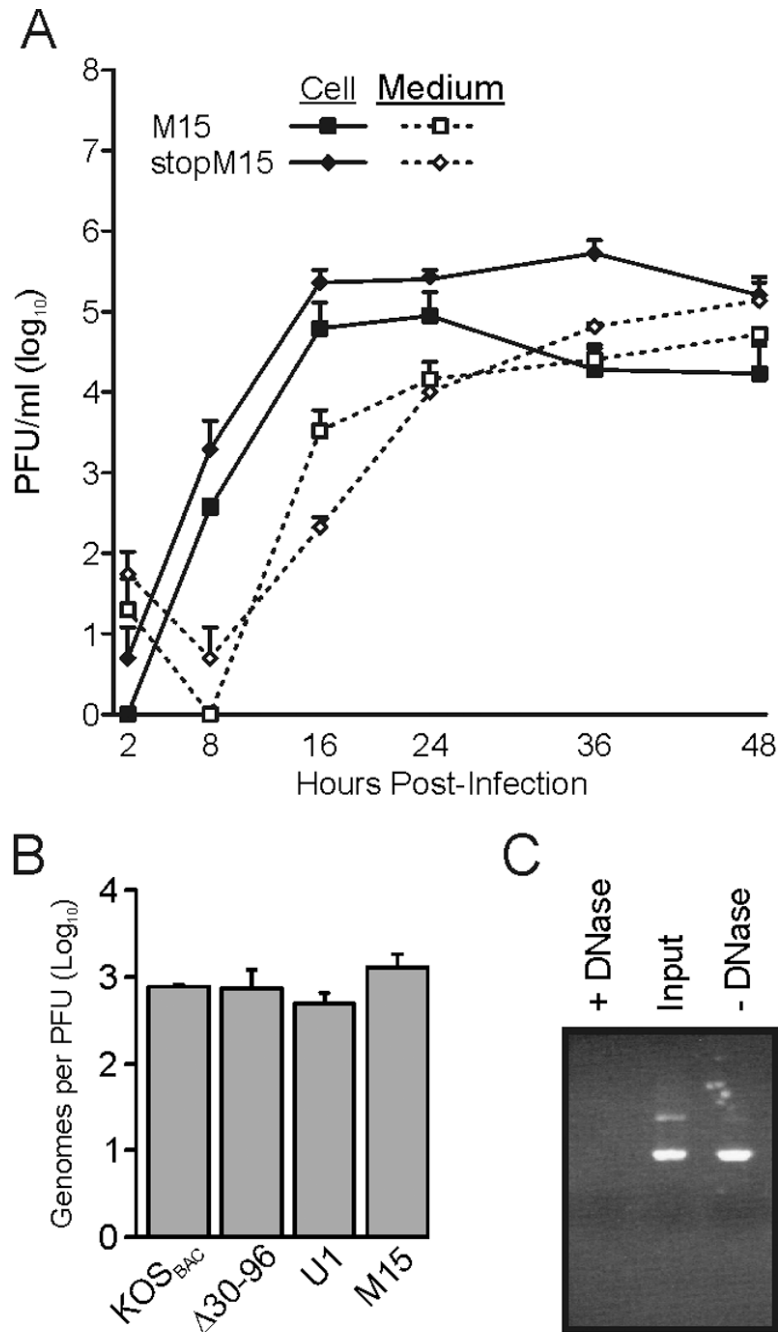 A
Cell Medium
M15
stopM15
PFU/ml (log10)
8
7
6
5
4
3
2
1
0
2 8 16 24 36 48
Hours Post-Infection
B
Genomes per PFU (Log10)
4
3
2
1
0
KOSBAC Δ30-96 U1 M15
C
+ DNase
Input
- DNase